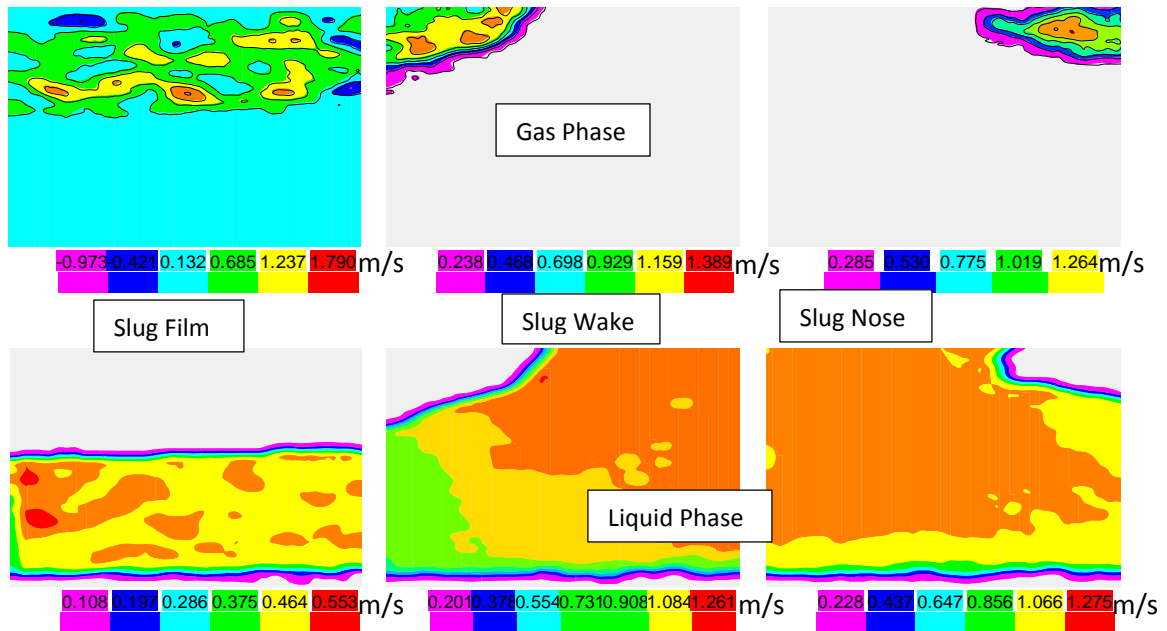 Gas Phase
-0.973 -0.421 0.132 0.685 1.237 1.790 m/s
0.238 0.468 0.698 0.929 1.159 1.389 m/s
0.285 0.530 0.775 1.019 1.264 m/s
Slug Film
Slug Wake
Slug Nose
Liquid Phase
0.108 0.197 0.286 0.375 0.464 0.553 m/s
0.201 0.378 0.554 0.731 0.908 1.084 1.261 m/s
0.228 0.437 0.647 0.856 1.066 1.275 m/s